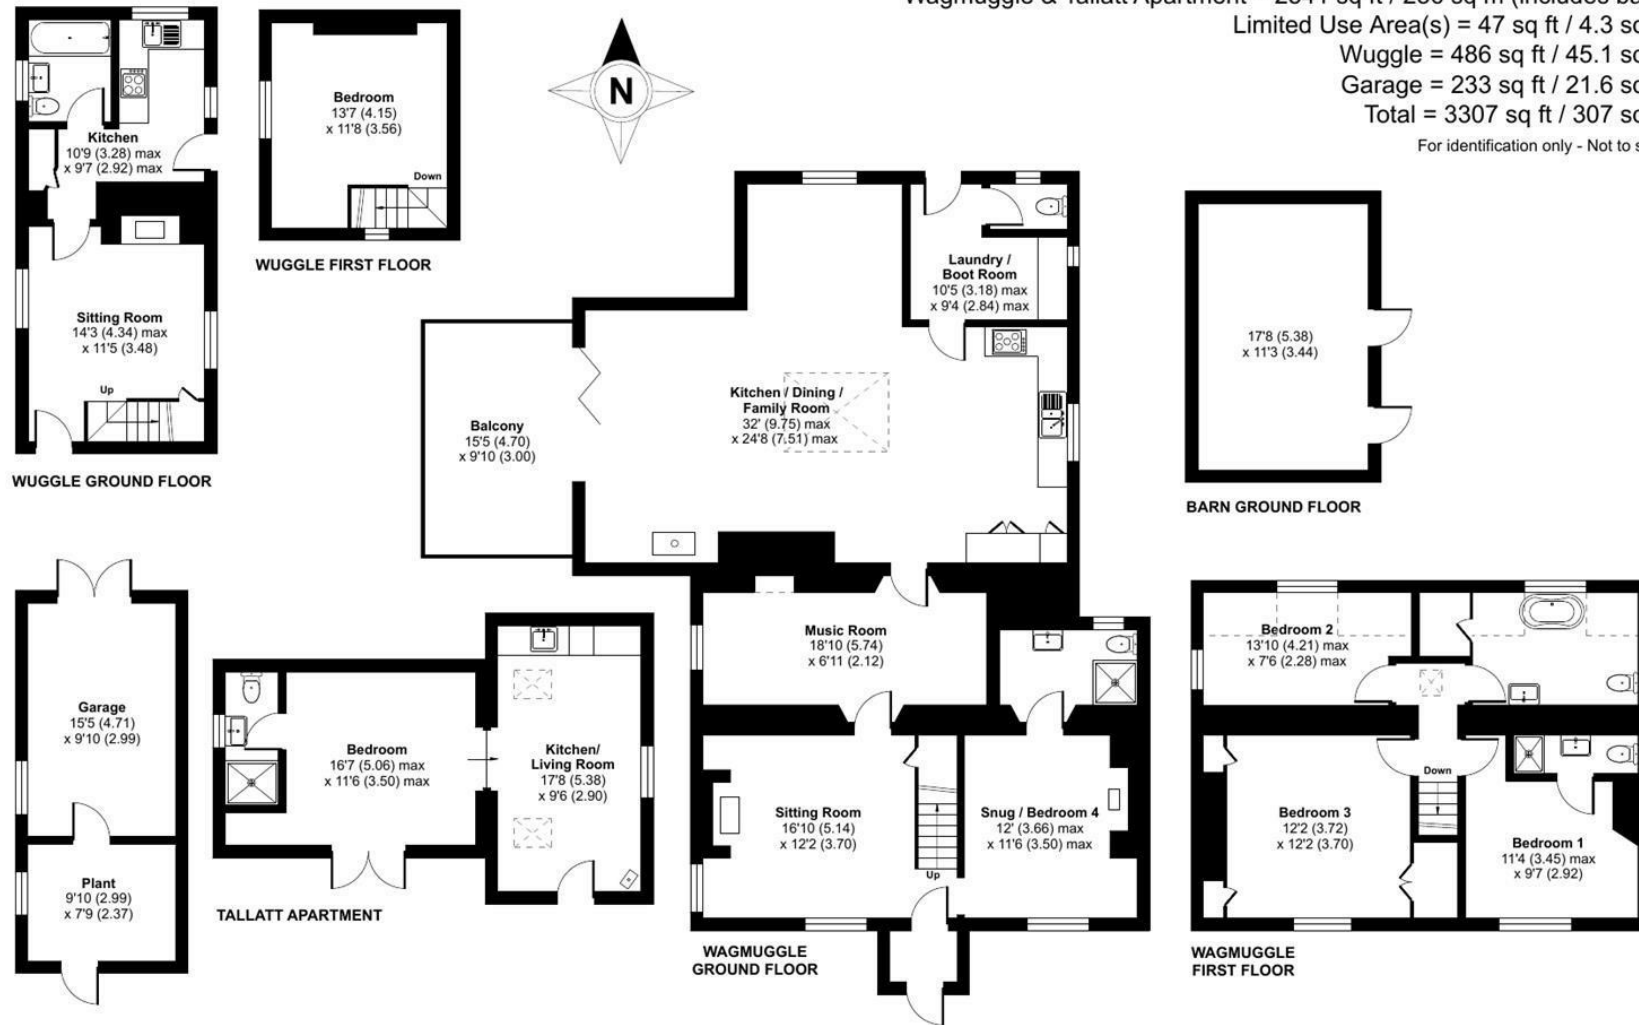 Limited Use Area(s) = 47 sq ft / 4.3
Wuggle = 486 sq ft / 45.1
Garage = 233 sq ft / 21.6
Total = 3307 sq ft / 307
For identification only - Not to
N
Kitchen
10'9 (3.28) max
x 9'7 (2.92) max
Sitting Room
14'3 (4.34) max
x 11'5 (3.48)
Up
WUGGLE GROUND FLOOR
Bedroom
13'7 (4.15)
x 11'8 (3.56)
Down
WUGGLE FIRST FLOOR
Laundry /
Boot Room
10'5 (3.18) max
x 9'4 (2.84) max
Kitchen / Dining /
Family Room
32' (9.75) max
x 24'8 (7.51) max
Balcony
15'5 (4.70)
x 9'10 (3.00)
17'8 (5.38)
x 11'3 (3.44)
BARN GROUND FLOOR
Garage
15'5 (4.71)
x 9'10 (2.99)
Plant
9'10 (2.99)
x 7'9 (2.37)
Bedroom
16'7 (5.06) max
x 11'6 (3.50) max
Kitchen/
Living Room
17'8 (5.38)
x 9'6 (2.90)
TALLATT APARTMENT
Music Room
18'10 (5.74)
x 6'11 (2.12)
Sitting Room
16'10 (5.14)
x 12'2 (3.70)
Up
Snug / Bedroom 4
12' (3.66) max
x 11'6 (3.50) max
WAGMUGGLE
GROUND FLOOR
Bedroom 2
13'10 (4.21) max
x 7'6 (2.28) max
Down
Bedroom 3
12'2 (3.72)
x 12'2 (3.70)
Bedroom 1
11'4 (3.45) max
x 9'7 (2.92)
WAGMUGGLE
FIRST FLOOR